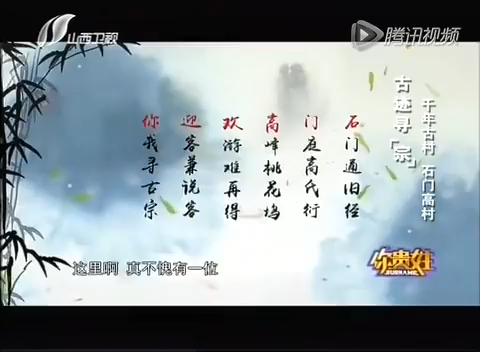 山西卫视
腾讯视频
千年古村 石门高村
古迹寻「宗」
石门通旧径
门庭高氏衍
高峰桃花坞
欢游难再得
迎客兼说客
你我寻古宗
你贵姓
SURNAME
这里啊 真不愧有一值